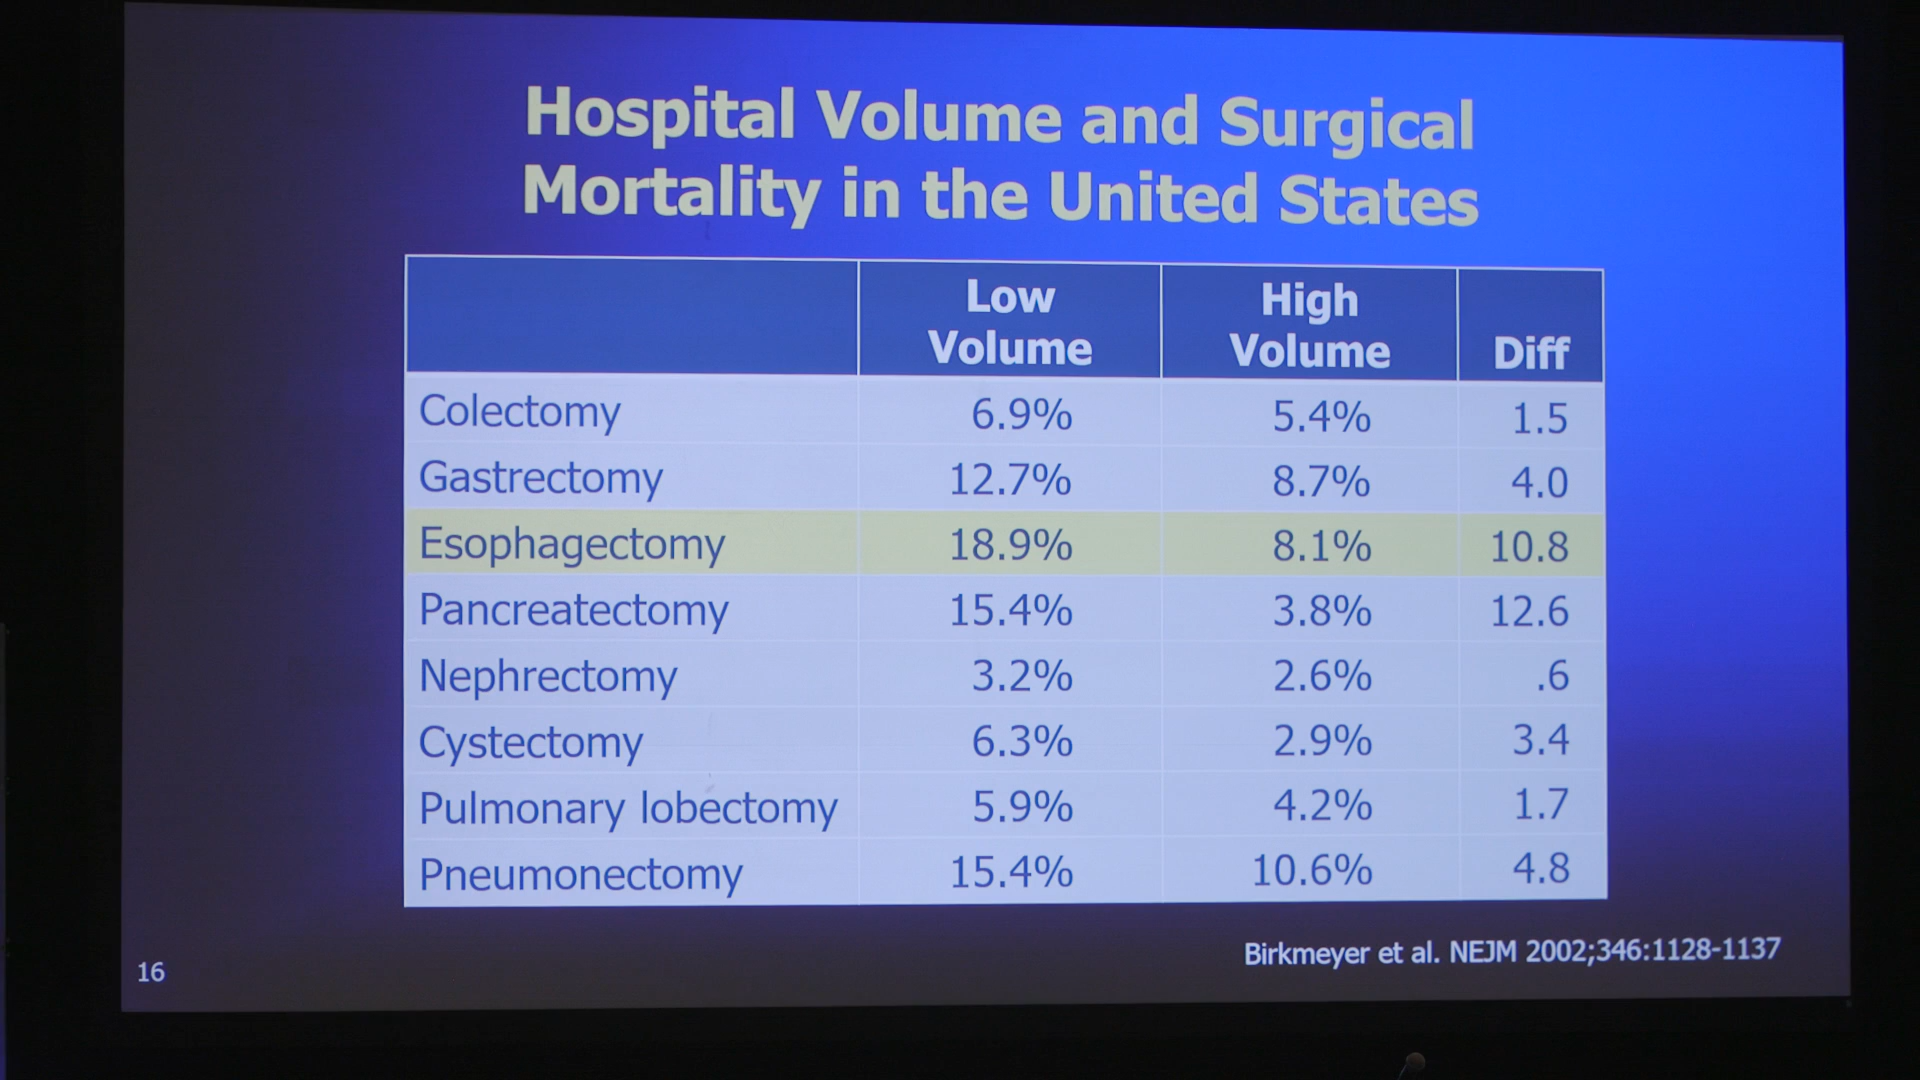 Hospital Volume and Surgical
Mortality in the United States
Low Volume High Volume Diff
Colectomy 6.9% 5.4% 1.5
Gastrectomy 12.7% 8.7% 4.0
Esophagectomy 18.9% 8.1% 10.8
Pancreatectomy 15.4% 3.8% 12.6
Nephrectomy 3.2% 2.6% .6
Cystectomy 6.3% 2.9% 3.4
Pulmonary lobectomy 5.9% 4.2% 1.7
Pneumonectomy 15.4% 10.6% 4.8
Birkmeyer et al. NEJM 2002;346:1128-1137
16